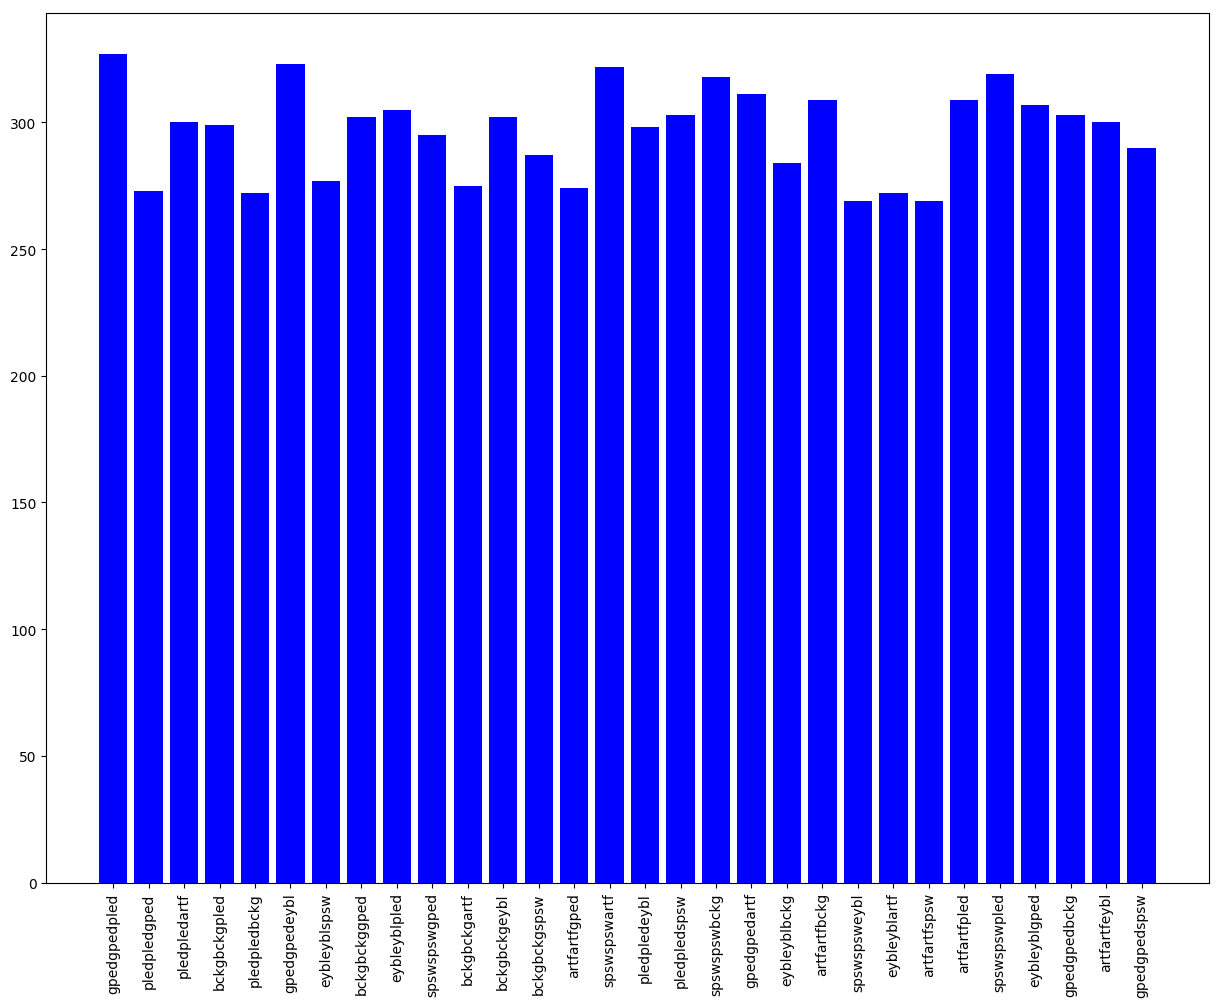 300
250
200
150
100
50
0
gpedgpedpled
pledpledgped
pledpledartf
bckgbckgpled
pledpledbckg
gpedgpedeybl
eybleyblspsw
bckgbckggped
eybleyblpled
spswspswgped
bckgbckgartf
bckgbckgeybl
bckgbckgspsw
artfartfgped
spswspswartf
pledpledeybl
pledpledspsw
spswspswbckg
gpedgpedartf
eybleyblbckg
artfartfbckg
spswspsweybl
eybleyblartf
artfartfspsw
artfartfpled
spswspswpled
eybleyblgped
gpedgpedbckg
artfartfeybl
gpedgpedspsw